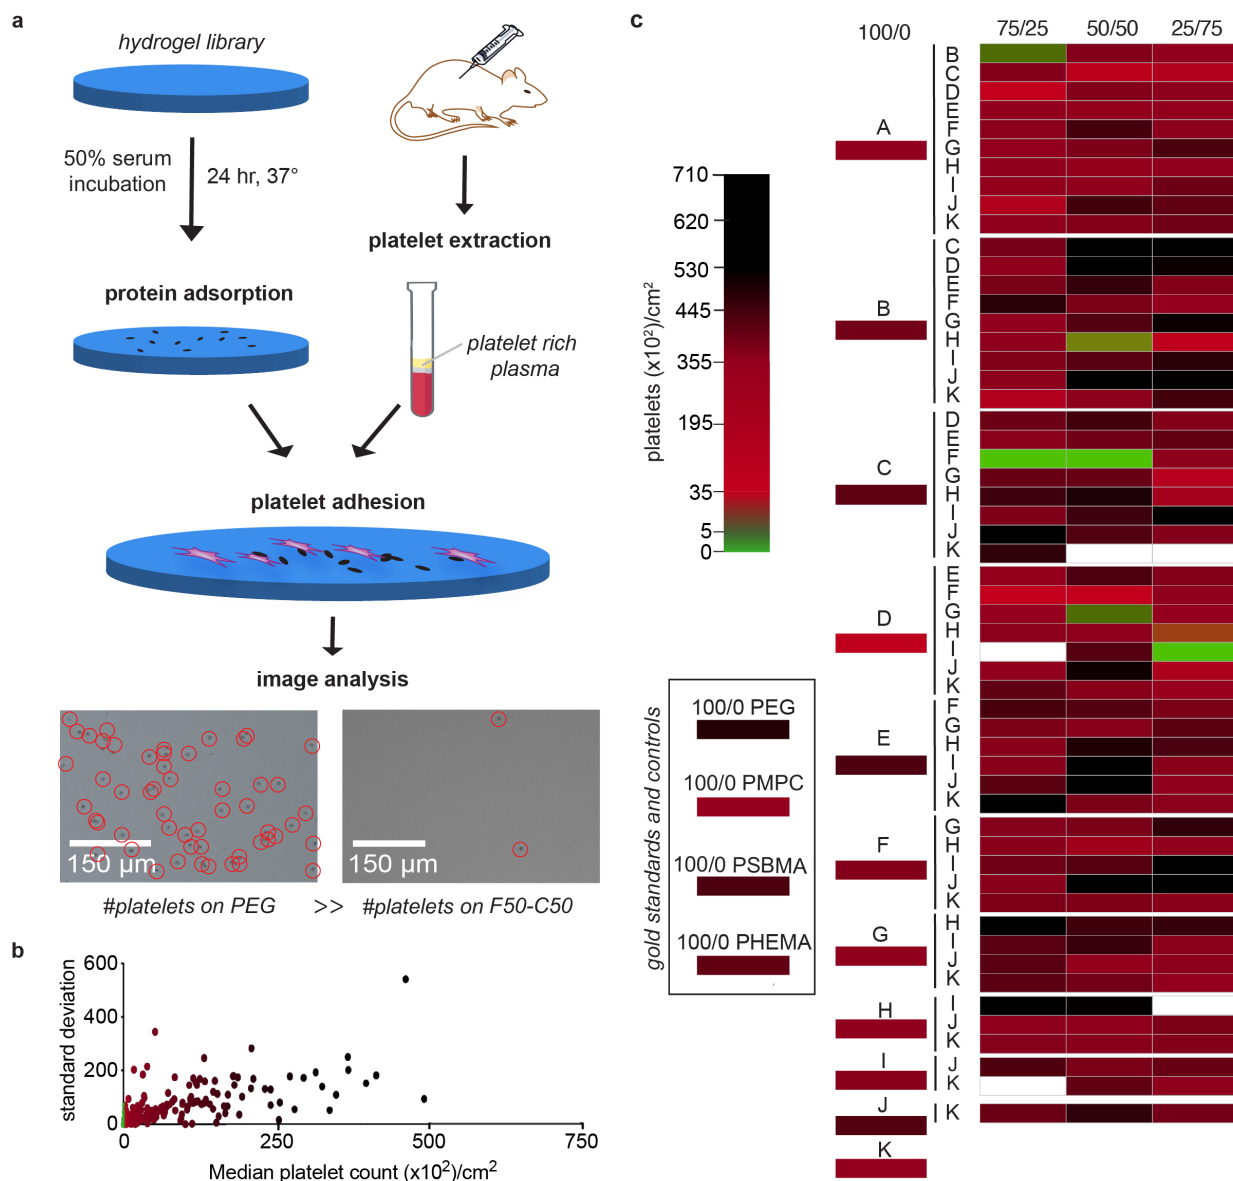 a
hydrogel library
50% serum
incubation
24 hr, 37°
protein adsorption
platelet extraction
platelet rich
plasma
platelet adhesion
image analysis
150 µm
150 µm
#platelets on PEG >> #platelets on F50-C50
b
standard deviation
600
400
200
0
0
250
500
750
Median platelet count (x10²)/cm²
c
100/0
75/25
50/50
25/75
platelets (x10²)/cm²
710
620
530
445
355
195
35
5
0
gold standards and controls
100/0 PEG
100/0 PMPC
100/0 PSBMA
100/0 PHEMA
A
B
C
D
E
F
G
H
I
J
K
B
C
D
E
F
G
H
I
J
K
C
D
E
F
G
H
I
J
K
D
E
F
G
H
I
J
K
E
F
G
H
I
J
K
F
G
H
I
J
K
G
H
I
J
K
H
I
J
K
I
J
K
J
K
K